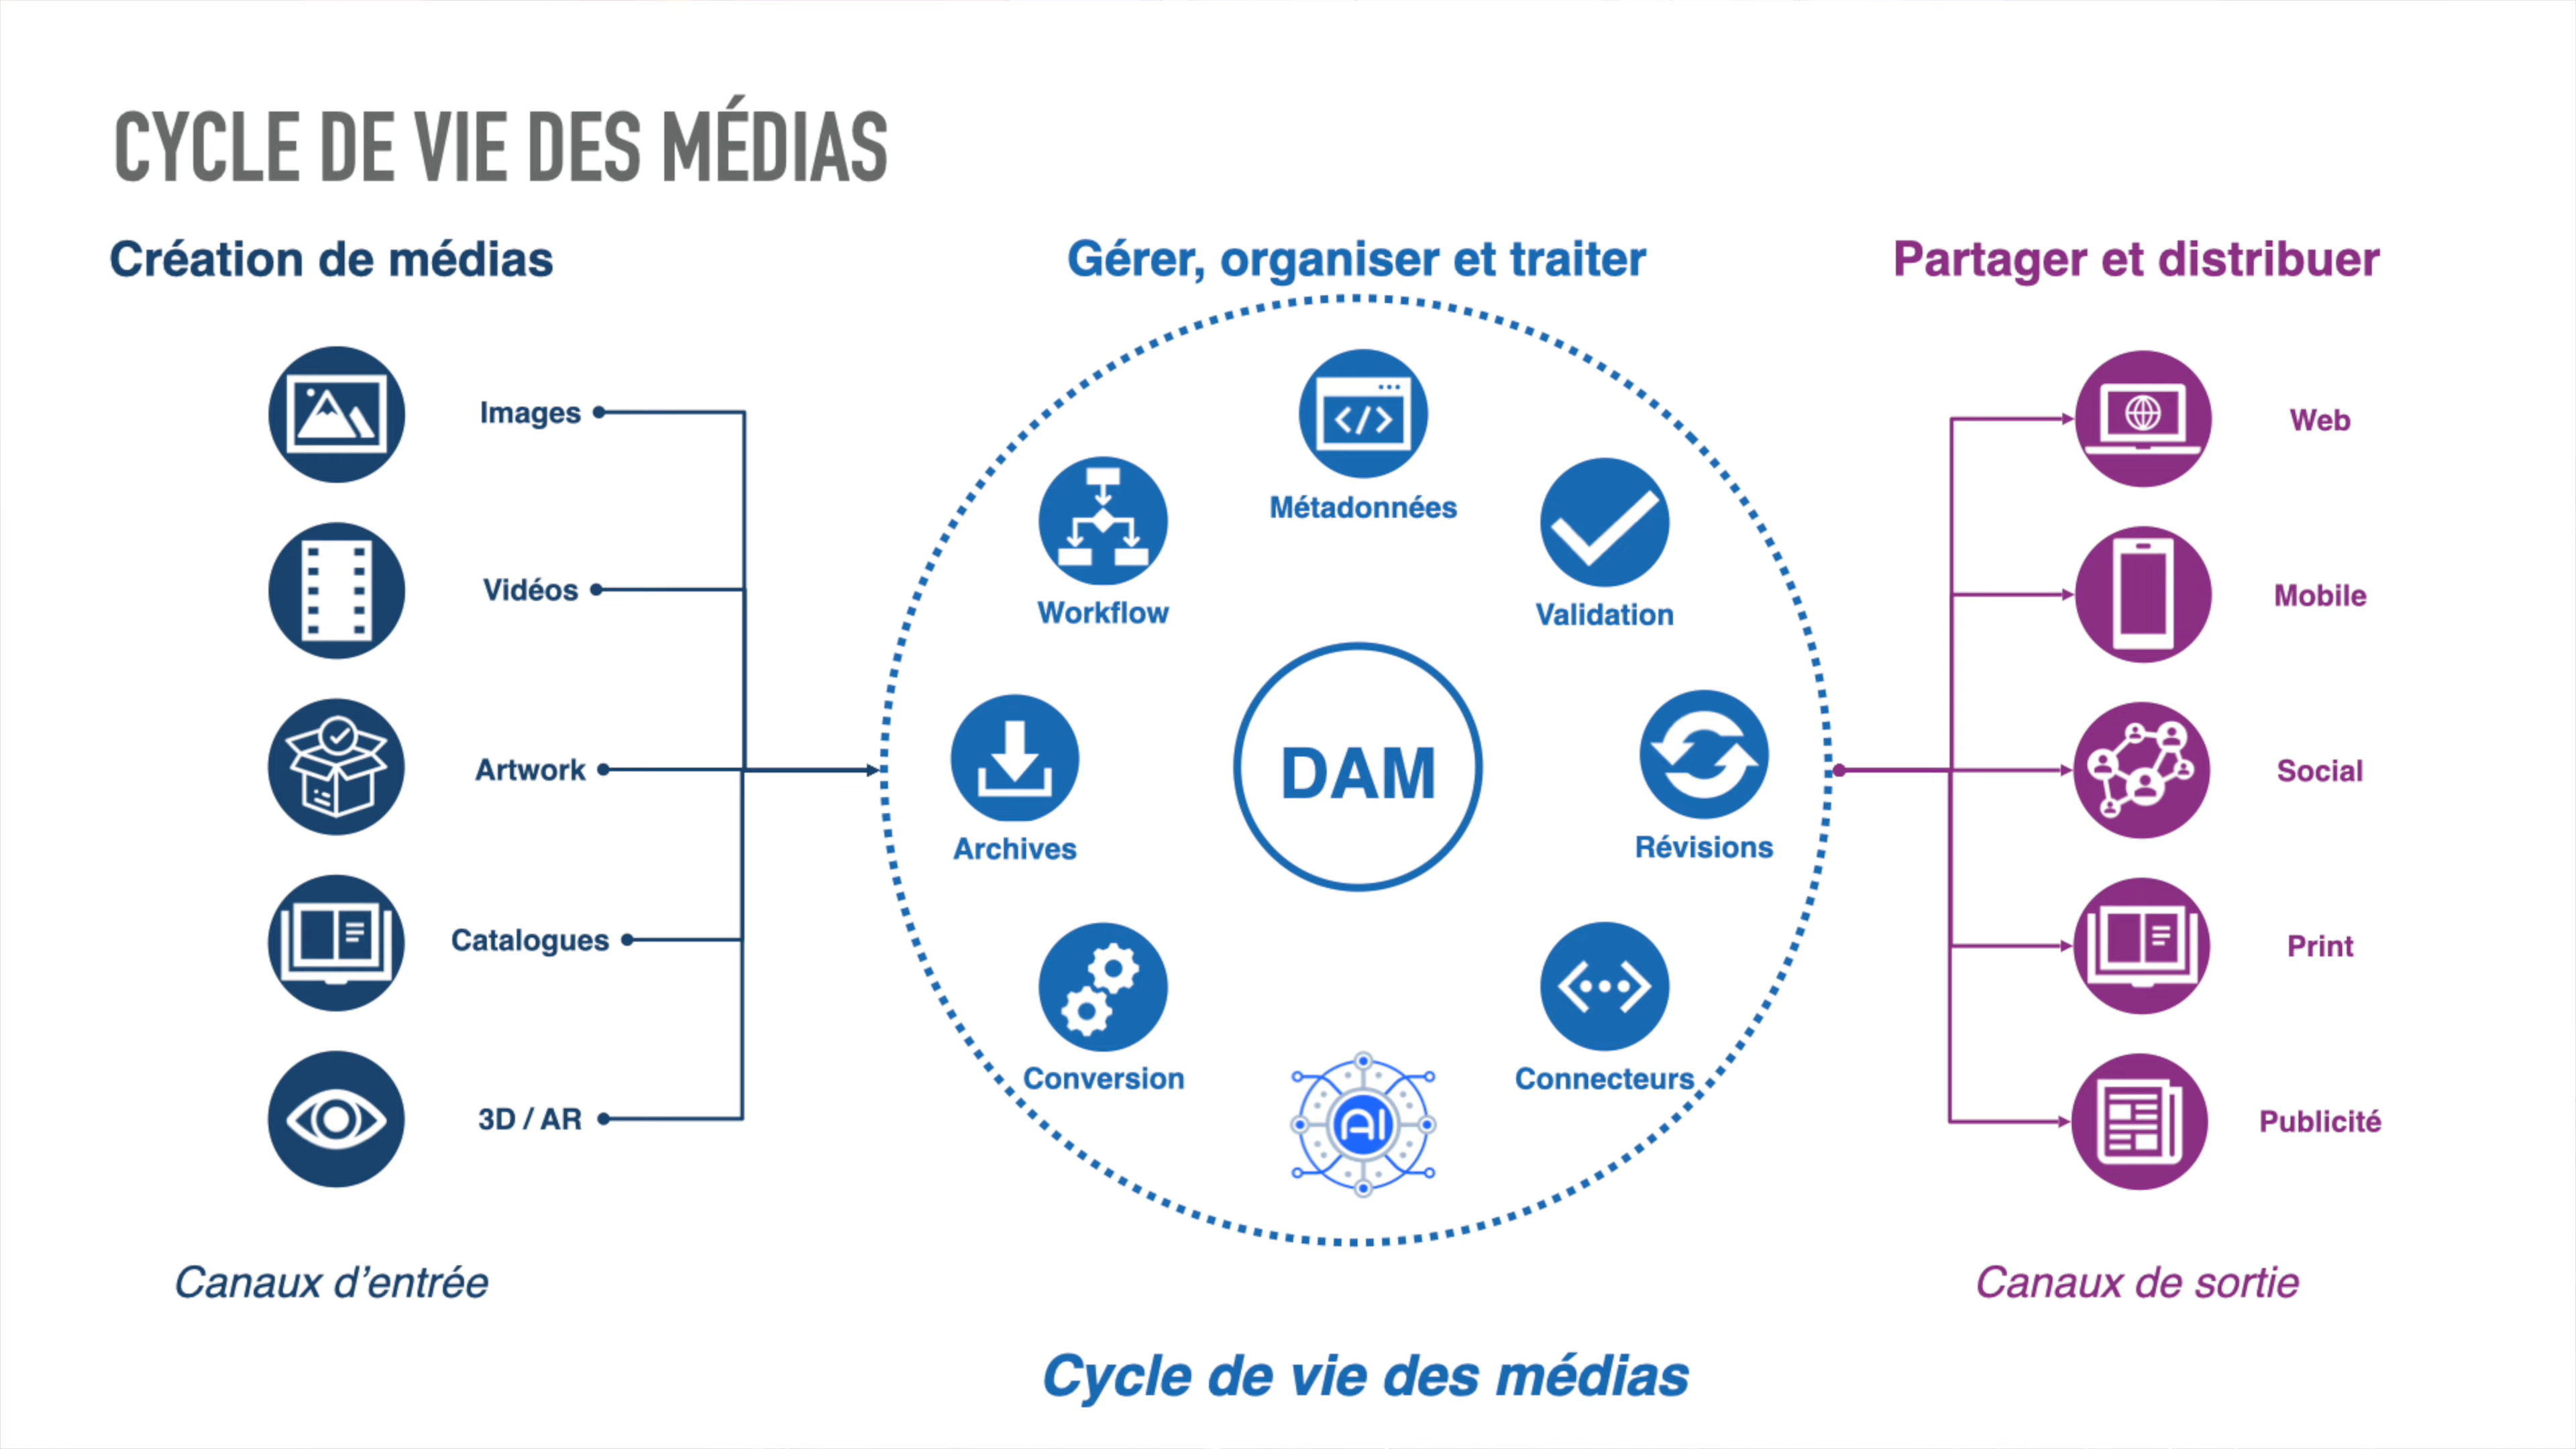 CYCLE DE VIE DES MÉDIAS
Création de médias
Images
Vidéos
Artwork
Catalogues
3D / AR
Canaux d'entrée
Gérer, organiser et traiter
Métadonnées
</>
Workflow
Validation
DAM
Archives
Révisions
Conversion
Connecteurs
AI
Cycle de vie des médias
Partager et distribuer
Web
Mobile
Social
Print
Publicité
Canaux de sortie